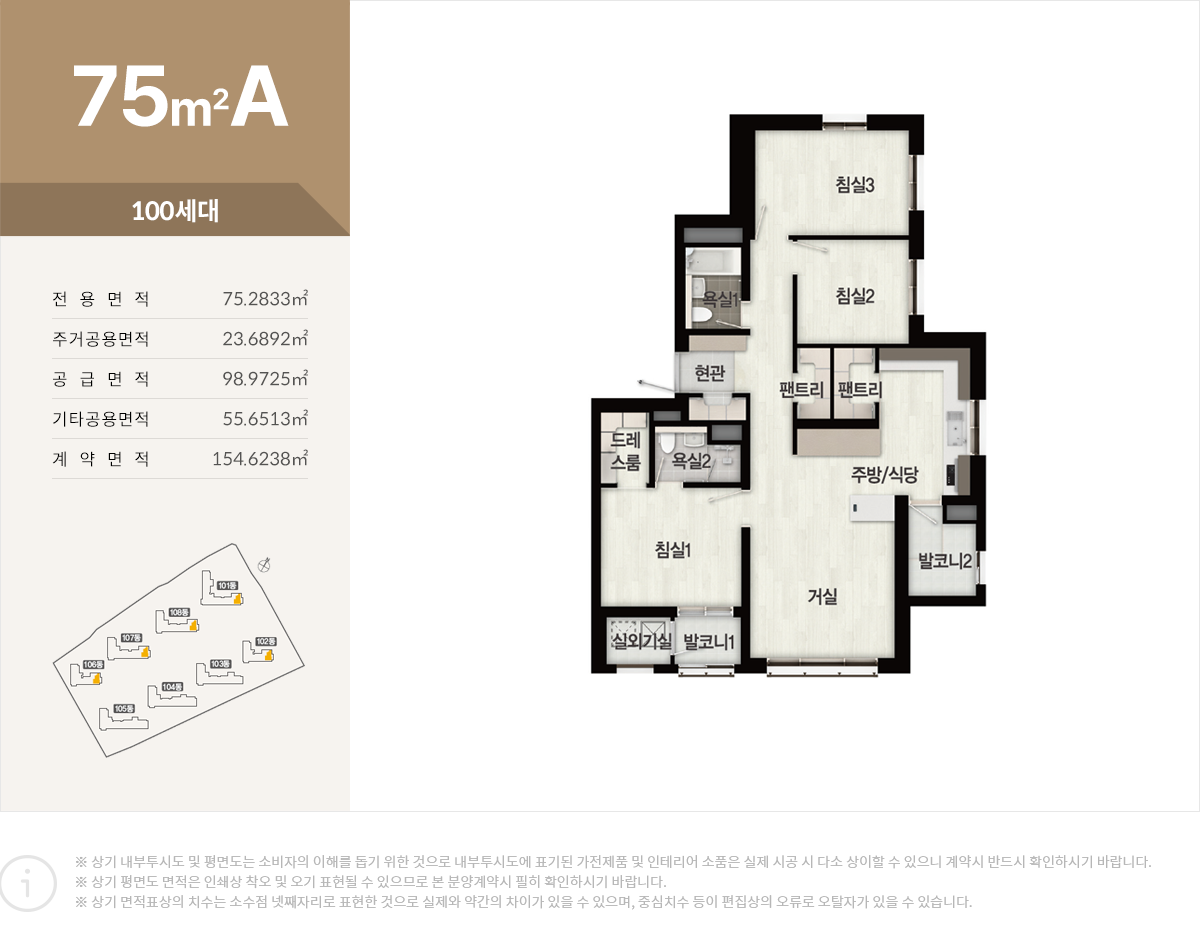 75m²A
100세대
전용면적 75.2833㎡
주거공용면적 23.6892㎡
공급면적 98.9725㎡
기타공용면적 55.6513㎡
계약면적 154.6238㎡
101동
108동
107동
102동
106동
103동
104동
105동
침실3
침실2
욕실1
현관
팬트리
팬트리
드레스룸
욕실2
주방/식당
침실1
발코니2
거실
실외기실
발코니1
※ 상기 내부투시도 및 평면도는 소비자의 이해를 돕기 위한 것으로 내부투시도에 표기된 가전제품 및 인테리어 소품은 실제 시공 시 다소 상이할 수 있으니 계약시 반드시 확인하시기 바랍니다.
※ 상기 평면도 면적은 인쇄상 착오 및 오기 표현될 수 있으므로 본 분양계약시 필히 확인하시기 바랍니다.
※ 상기 면적표상의 치수는 소수점 넷째자리로 표현한 것으로 실제와 약간의 차이가 있을 수 있으며, 중심치수 등이 편집상의 오류로 오탈자가 있을 수 있습니다.